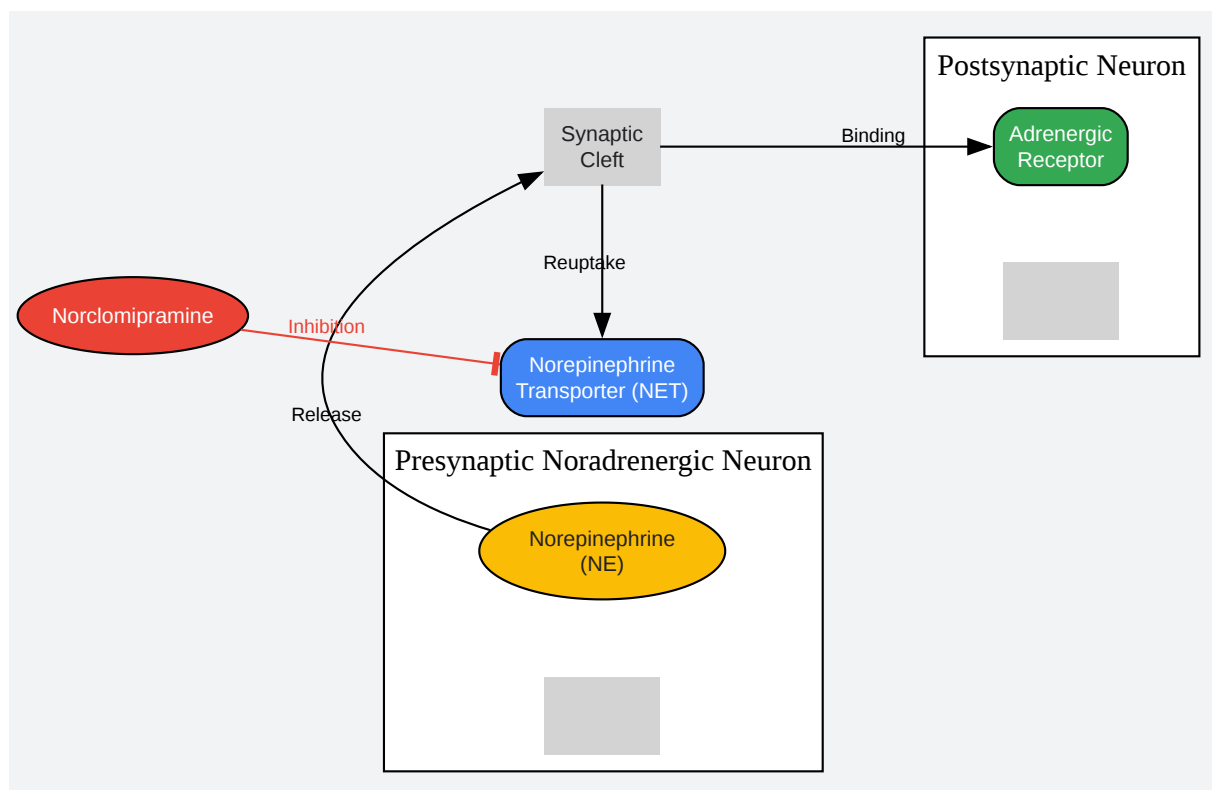 Postsynaptic Neuron
Synaptic
Cleft
Binding
Adrenergic
Receptor
Reuptake
Norclomipramine
Inhibition
Norepinephrine
Transporter (NET)
Release
Presynaptic Noradrenergic Neuron
Norepinephrine
(NE)